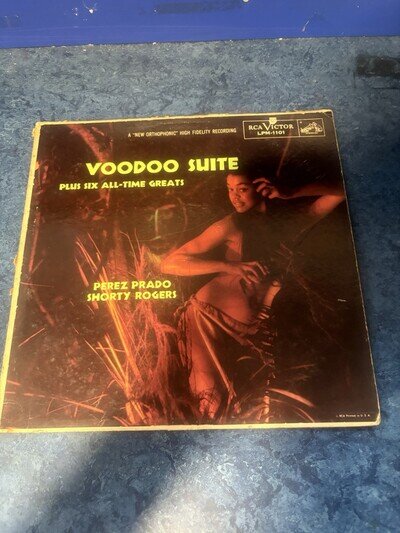 A "NEW ORTHOPHONIC" HIGH FIDELITY RECORDING
RCA VICTOR
LPM-1101
VOODOO SUITE
PLUS SIX ALL-TIME GREATS
PEREZ PRADO
SHORTY ROGERS